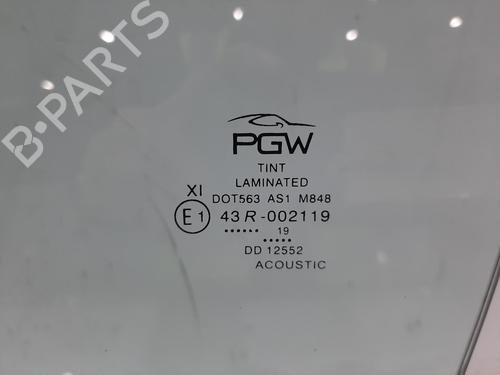 B-PARTS
PGW
TINT
LAMINATED
XI
DOT563 AS1 M848
E1 43R-002119
•••••• 19 •••••
DD 12552
ACOUSTIC